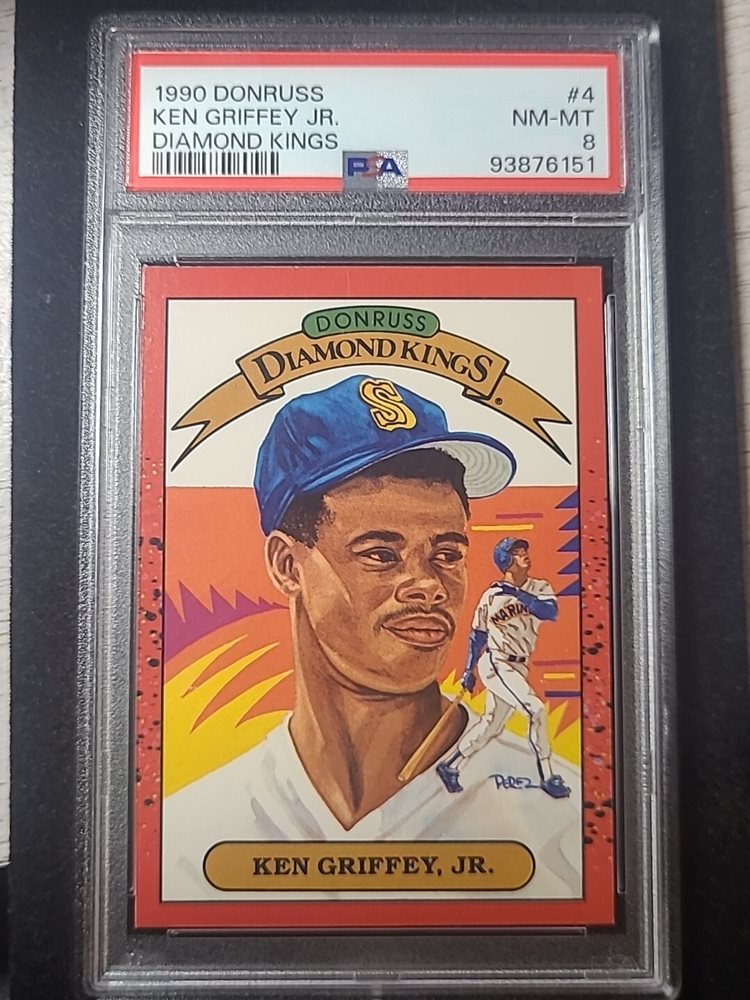 1990 DONRUSS #4
KEN GRIFFEY JR. NM-MT
DIAMOND KINGS 8
PSA 93876151
DONRUSS
DIAMOND KINGS®
S
MARIN
PEREZ
KEN GRIFFEY, JR.